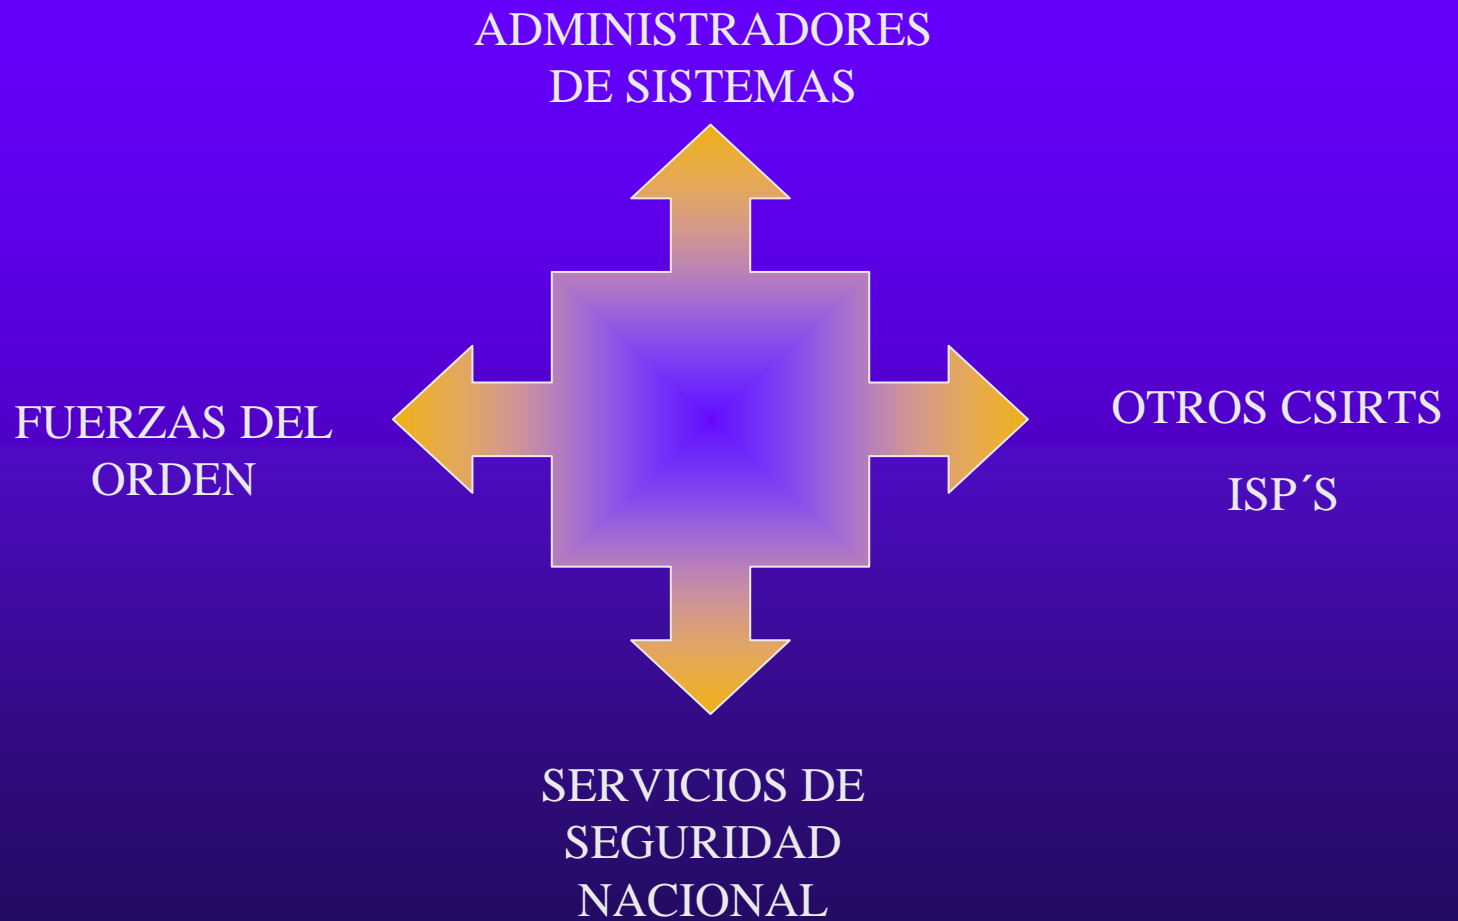 ADMINISTRADORES
DE SISTEMAS
FUERZAS DEL
ORDEN
OTROS CSIRTS
ISP´S
SERVICIOS DE
SEGURIDAD
NACIONAL